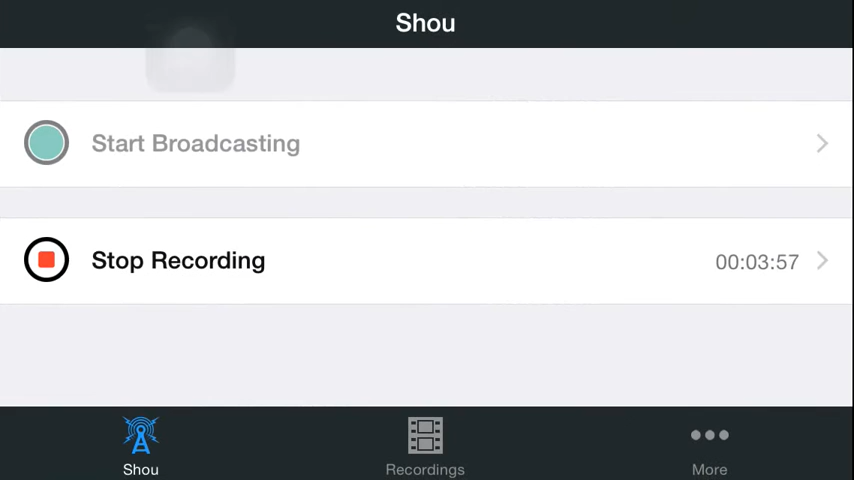 Shou
Start Broadcasting
Stop Recording 00:03:57
Shou Recordings More